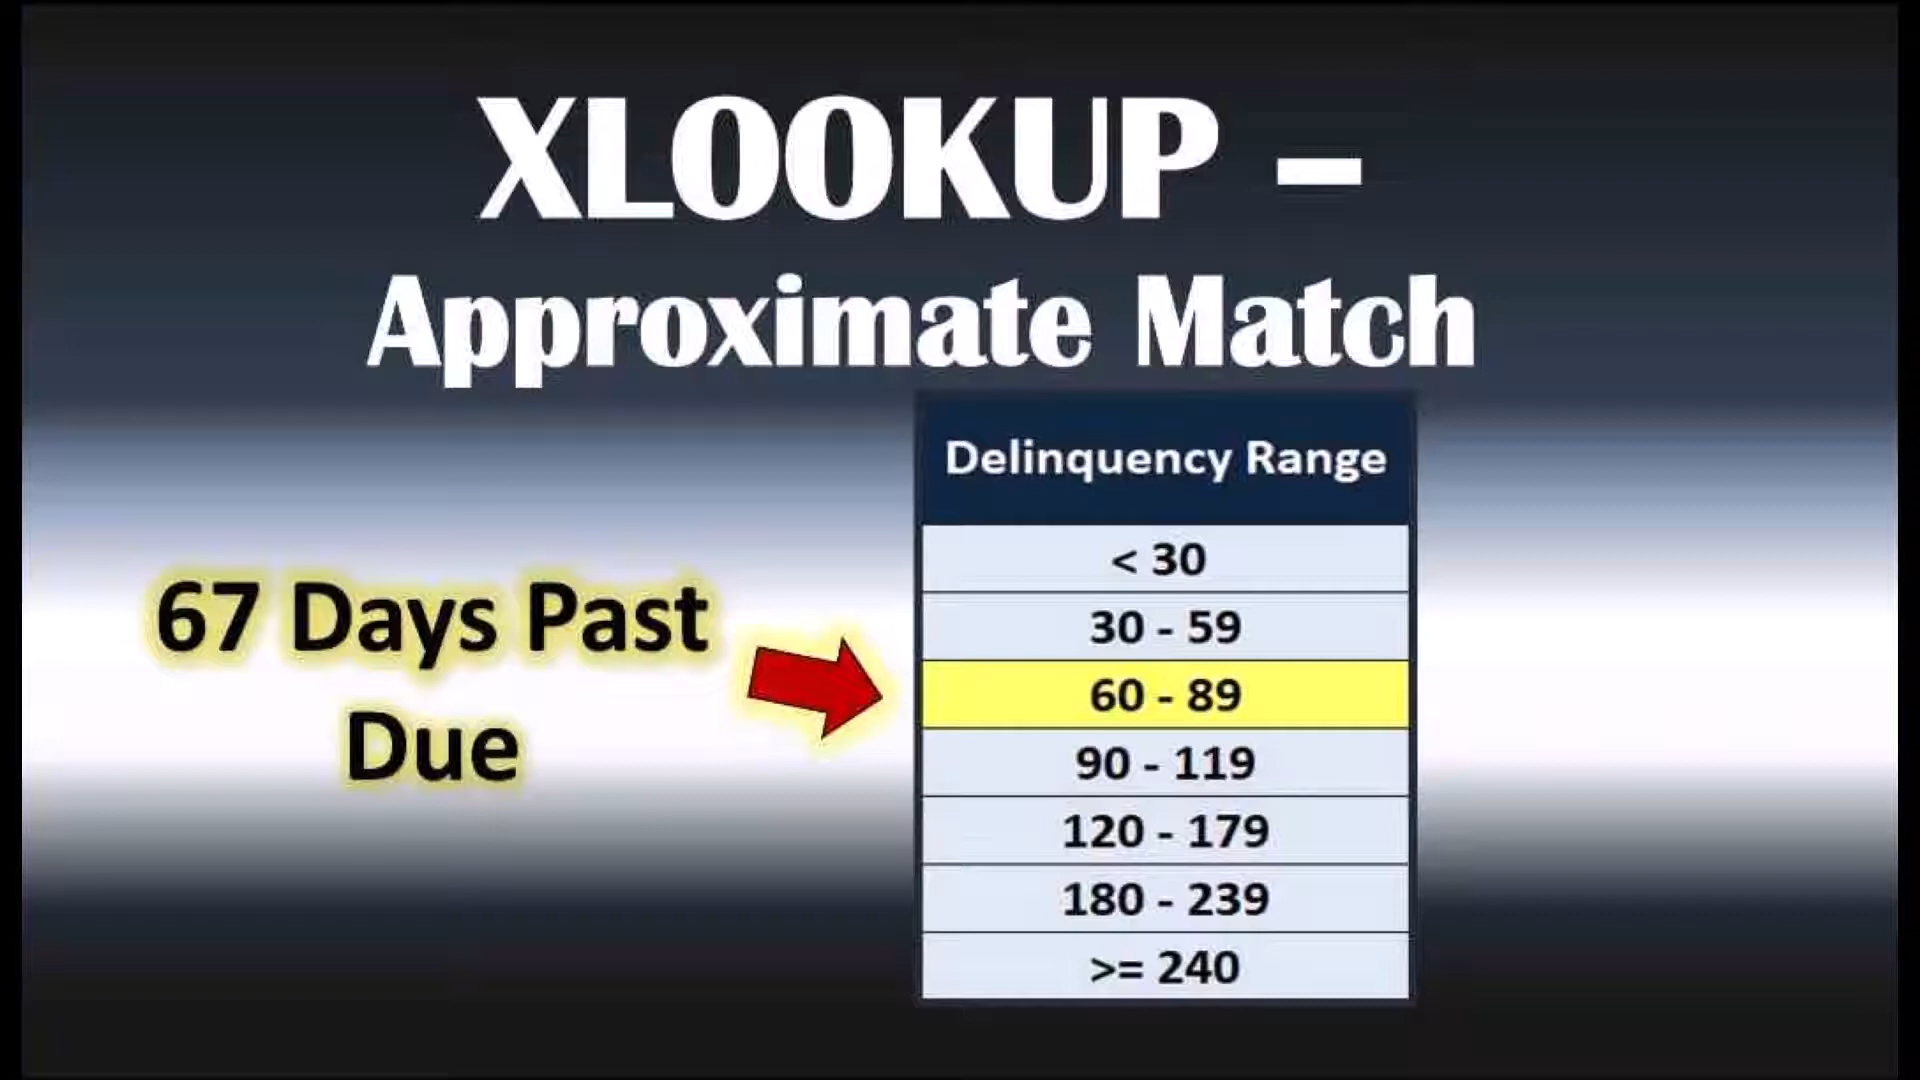 XLOOKUP –
Approximate Match
Delinquency Range
< 30
30 - 59
67 Days Past
Due
60 - 89
90 - 119
120 - 179
180 - 239
>= 240